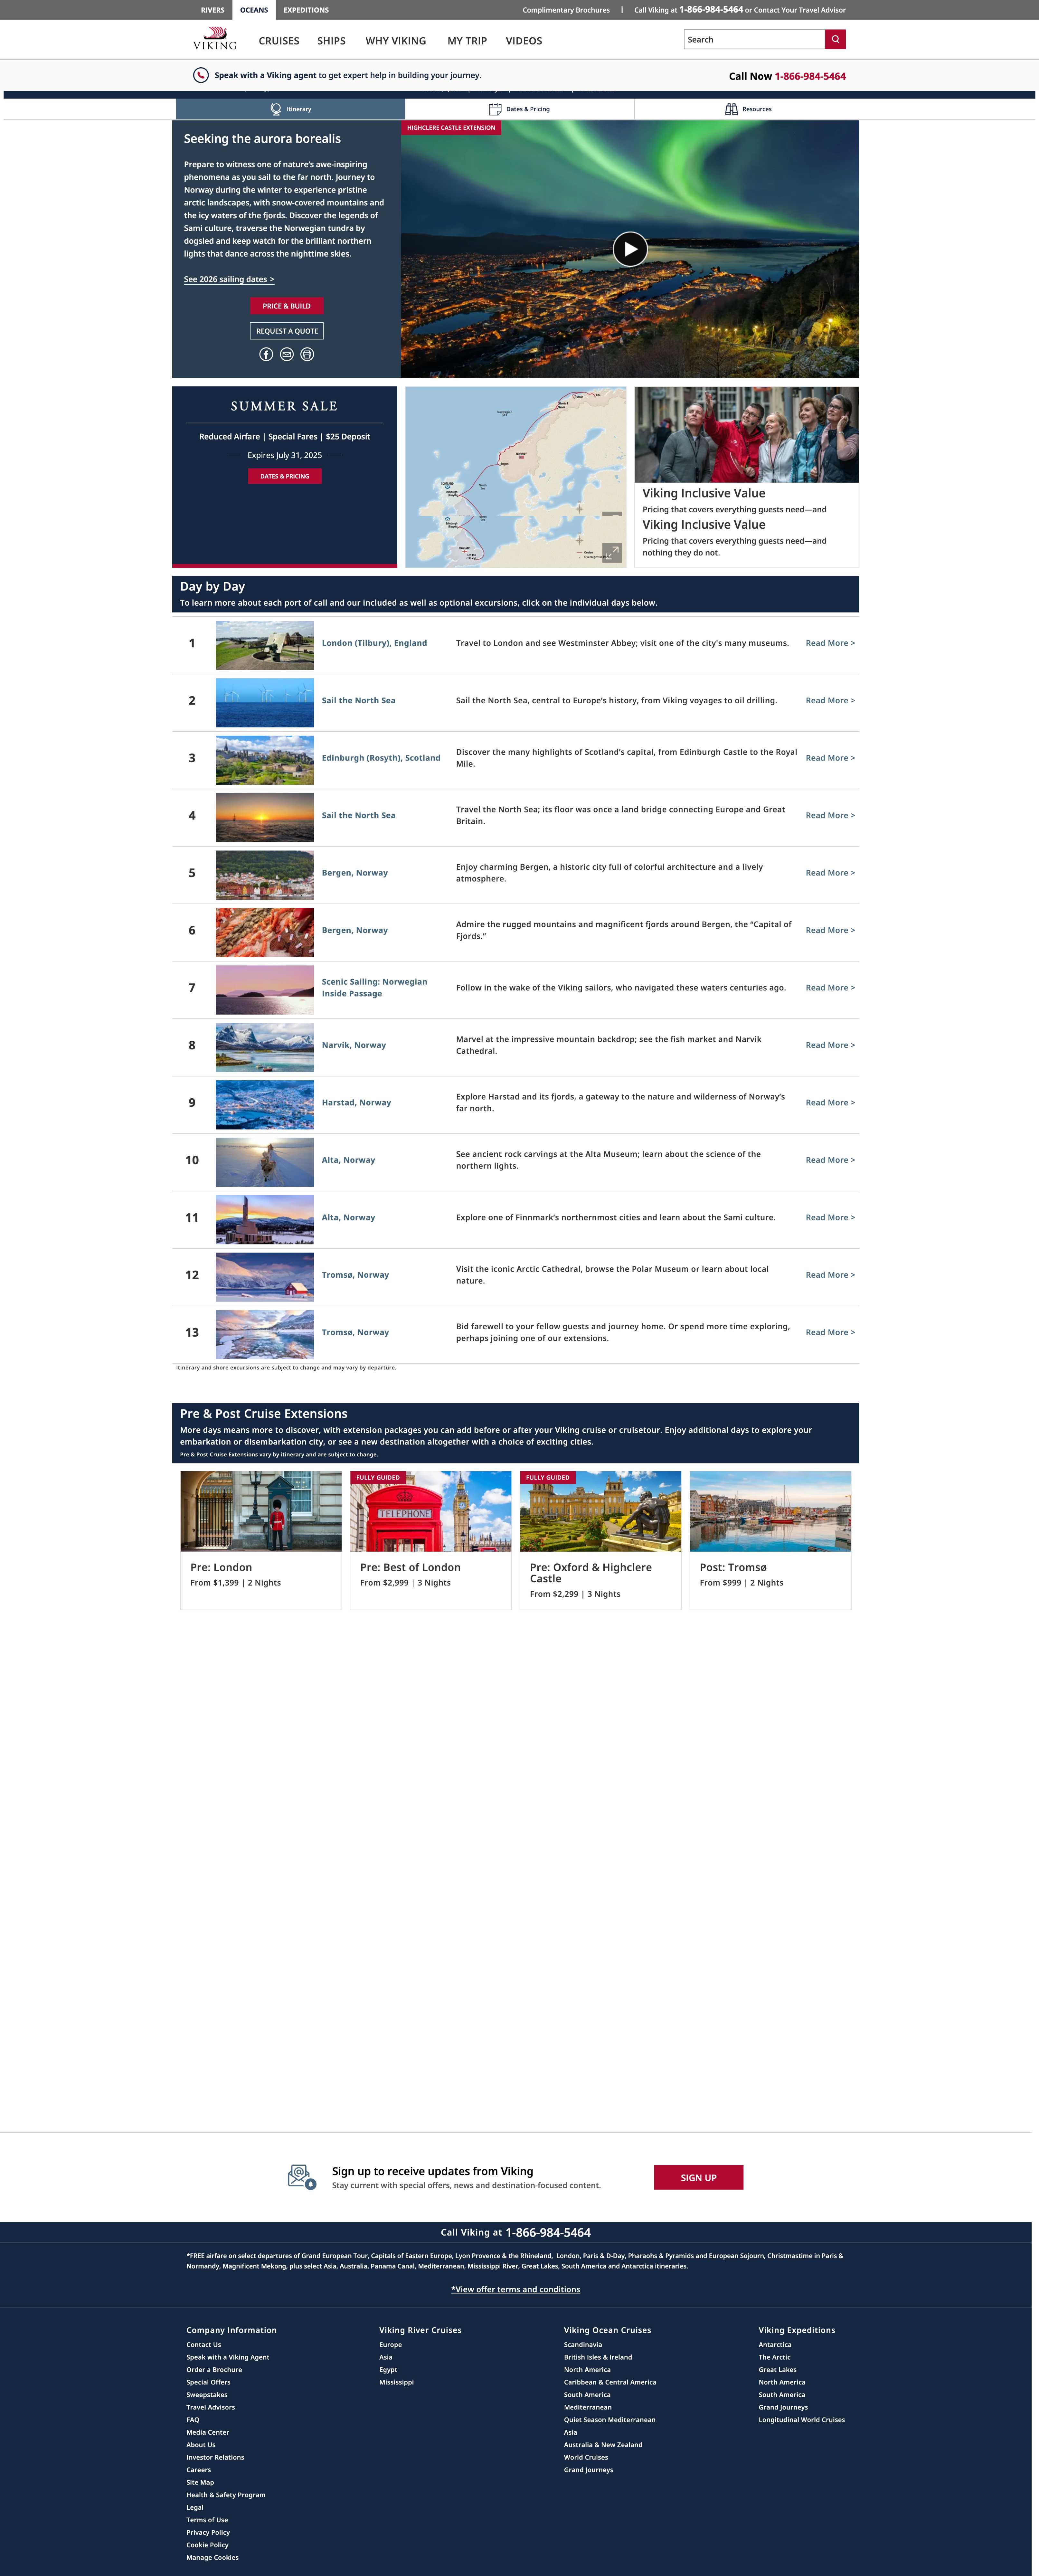 RIVERS
OCEANS
EXPEDITIONS
Complimentary Brochures | Call Viking at 1-866-984-5464 or Contact Your Travel Advisor
VIKING
CRUISES
SHIPS
WHY VIKING
MY TRIP
VIDEOS
Search
Speak with a Viking agent to get expert help in building your journey.
Call Now 1-866-984-5464
Itinerary
Dates & Pricing
Resources
Seeking the aurora borealis
Prepare to witness one of nature's awe-inspiring
phenomena as you sail to the far north. Journey to
Norway during the winter to experience pristine
arctic landscapes, with snow-covered mountains and
the icy waters of the fjords. Discover the legends of
Sami culture, traverse the Norwegian tundra by
dogsled and keep watch for the brilliant northern
lights that dance across the nighttime skies.
See 2026 sailing dates >
PRICE & BUILD
REQUEST A QUOTE
HIGHCLERE CASTLE EXTENSION
SUMMER SALE
Reduced Airfare | Special Fares | $25 Deposit
Expires July 31, 2025
DATES & PRICING
Viking Inclusive Value
Pricing that covers everything guests need—and
Viking Inclusive Value
Pricing that covers everything guests need—and
nothing they do not.
Day by Day
To learn more about each port of call and our included as well as optional excursions, click on the individual days below.
1
London (Tilbury), England
Travel to London and see Westminster Abbey; visit one of the city's many museums.
Read More >
2
Sail the North Sea
Sail the North Sea, central to Europe's history, from Viking voyages to oil drilling.
Read More >
3
Edinburgh (Rosyth), Scotland
Discover the many highlights of Scotland's capital, from Edinburgh Castle to the Royal
Mile.
Read More >
4
Sail the North Sea
Travel the North Sea; its floor was once a land bridge connecting Europe and Great
Britain.
Read More >
5
Bergen, Norway
Enjoy charming Bergen, a historic city full of colorful architecture and a lively
atmosphere.
Read More >
6
Bergen, Norway
Admire the rugged mountains and magnificent fjords around Bergen, the "Capital of
Fjords."
Read More >
7
Scenic Sailing: Norwegian
Inside Passage
Follow in the wake of the Viking sailors, who navigated these waters centuries ago.
Read More >
8
Narvik, Norway
Marvel at the impressive mountain backdrop; see the fish market and Narvik
Cathedral.
Read More >
9
Harstad, Norway
Explore Harstad and its fjords, a gateway to the nature and wilderness of Norway's
far north.
Read More >
10
Alta, Norway
See ancient rock carvings at the Alta Museum; learn about the science of the
northern lights.
Read More >
11
Alta, Norway
Explore one of Finnmark's northernmost cities and learn about the Sami culture.
Read More >
12
Tromsø, Norway
Visit the iconic Arctic Cathedral, browse the Polar Museum or learn about local
nature.
Read More >
13
Tromsø, Norway
Bid farewell to your fellow guests and journey home. Or spend more time exploring,
perhaps joining one of our extensions.
Read More >
Itinerary and shore excursions are subject to change and may vary by departure.
Pre & Post Cruise Extensions
More days means more to discover, with extension packages you can add before or after your Viking cruise or cruisetour. Enjoy additional days to explore your
embarkation or disembarkation city, or see a new destination altogether with a choice of exciting cities.
Pre & Post Cruise Extensions vary by itinerary and are subject to change.
Pre: London
From $1,399 | 2 Nights
FULLY GUIDED
TELEPHONE
Pre: Best of London
From $2,999 | 3 Nights
FULLY GUIDED
Pre: Oxford & Highclere
Castle
From $2,299 | 3 Nights
Post: Tromsø
From $999 | 2 Nights
Sign up to receive updates from Viking
Stay current with special offers, news and destination-focused content.
SIGN UP
Call Viking at 1-866-984-5464
*FREE airfare on select departures of Grand European Tour, Capitals of Eastern Europe, Lyon Provence & the Rhineland, London, Paris & D-Day, Pharaohs & Pyramids and European Sojourn, Christmastime in Paris &
Normandy, Magnificent Mekong, plus select Asia, Australia, Panama Canal, Mediterranean, Mississippi River, Great Lakes, South America and Antarctica itineraries.
*View offer terms and conditions
Company Information
Contact Us
Speak with a Viking Agent
Order a Brochure
Special Offers
Sweepstakes
Travel Advisors
FAQ
Media Center
About Us
Investor Relations
Careers
Site Map
Health & Safety Program
Legal
Terms of Use
Privacy Policy
Cookie Policy
Manage Cookies
Viking River Cruises
Europe
Asia
Egypt
Mississippi
Viking Ocean Cruises
Scandinavia
British Isles & Ireland
North America
Caribbean & Central America
South America
Mediterranean
Quiet Season Mediterranean
Asia
Australia & New Zealand
World Cruises
Grand Journeys
Viking Expeditions
Antarctica
The Arctic
Great Lakes
North America
South America
Grand Journeys
Longitudinal World Cruises